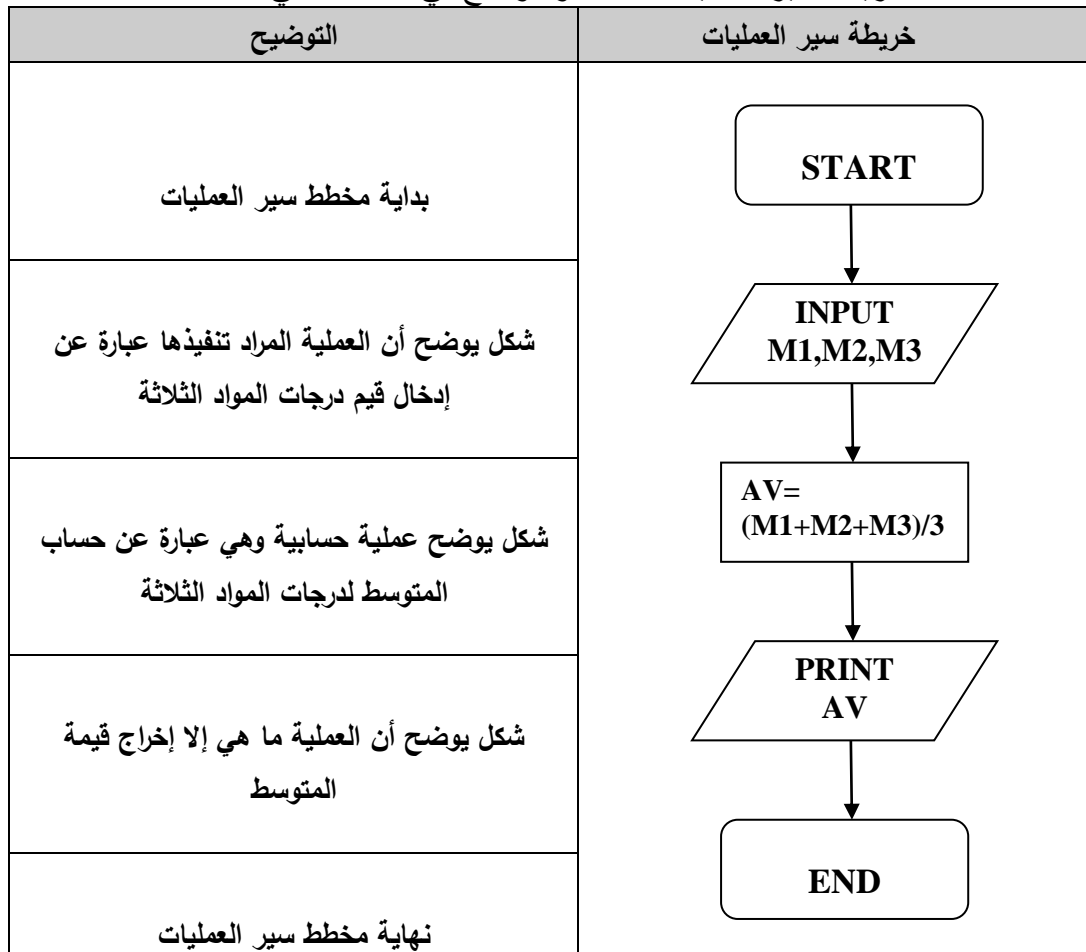 خريطة سير العمليات
التوضيح
START
بداية مخطط سير العمليات
INPUT
M1,M2,M3
شكل يوضح أن العملية المراد تنفيذها عبارة عن
إدخال قيم درجات المواد الثلاثة
AV=
(M1+M2+M3)/3
شكل يوضح عملية حسابية وهي عبارة عن حساب
المتوسط لدرجات المواد الثلاثة
PRINT
AV
شكل يوضح أن العملية ما هي إلا إخراج قيمة
المتوسط
END
نهاية مخطط سير العمليات